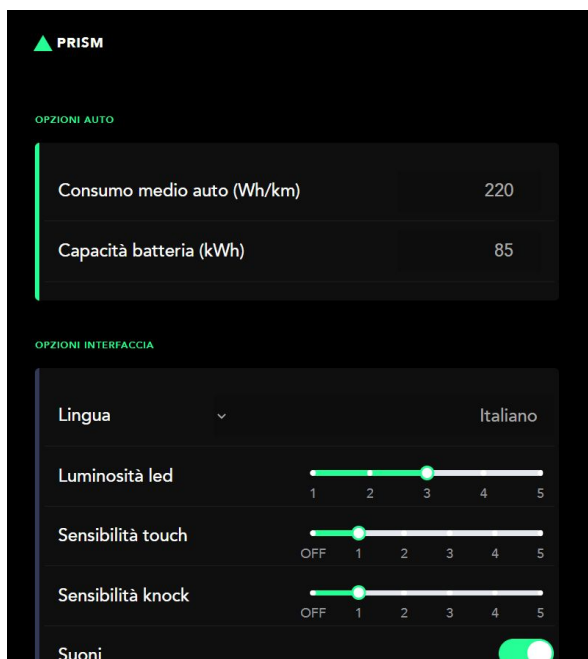 PRISM
OPZIONI AUTO
Consumo medio auto (Wh/km) 220
Capacità batteria (kWh) 85
OPZIONI INTERFACCIA
Lingua Italiano
Luminosità led
1 2 3 4 5
Sensibilità touch
OFF 1 2 3 4 5
Sensibilità knock
OFF 1 2 3 4 5
Suoni